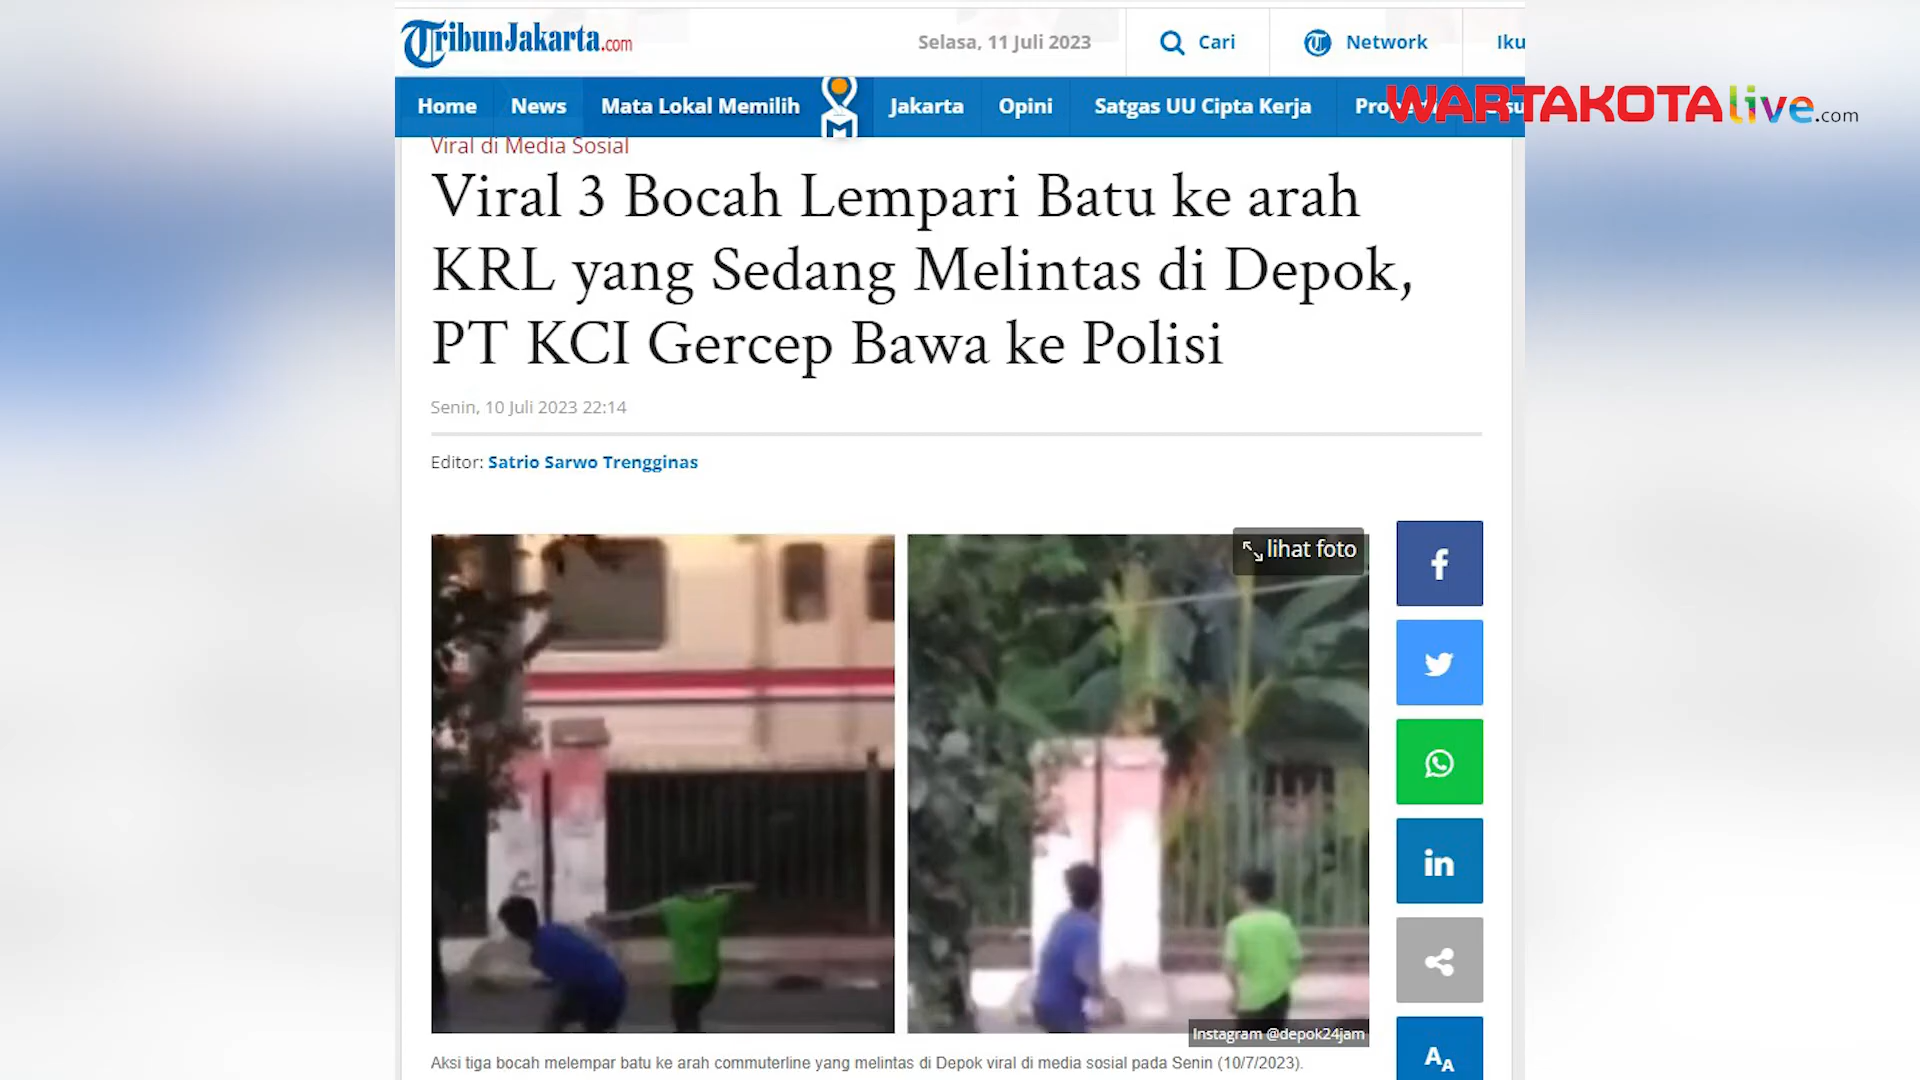 TribunJakarta.com
Selasa, 11 Juli 2023
Cari
Network
Iku
Home
News
Mata Lokal Memilih
Jakarta
Opini
Satgas UU Cipta Kerja
WARTAKOTAlive.com
Viral di Media Sosial
Viral 3 Bocah Lempari Batu ke arah
KRL yang Sedang Melintas di Depok,
PT KCI Gercep Bawa ke Polisi
Senin, 10 Juli 2023 22:14
Editor: Satrio Sarwo Trengginas
lihat foto
Instagram @depok24jam
Aksi tiga bocah melempar batu ke arah commuterline yang melintas di Depok viral di media sosial pada Senin (10/7/2023).
AA